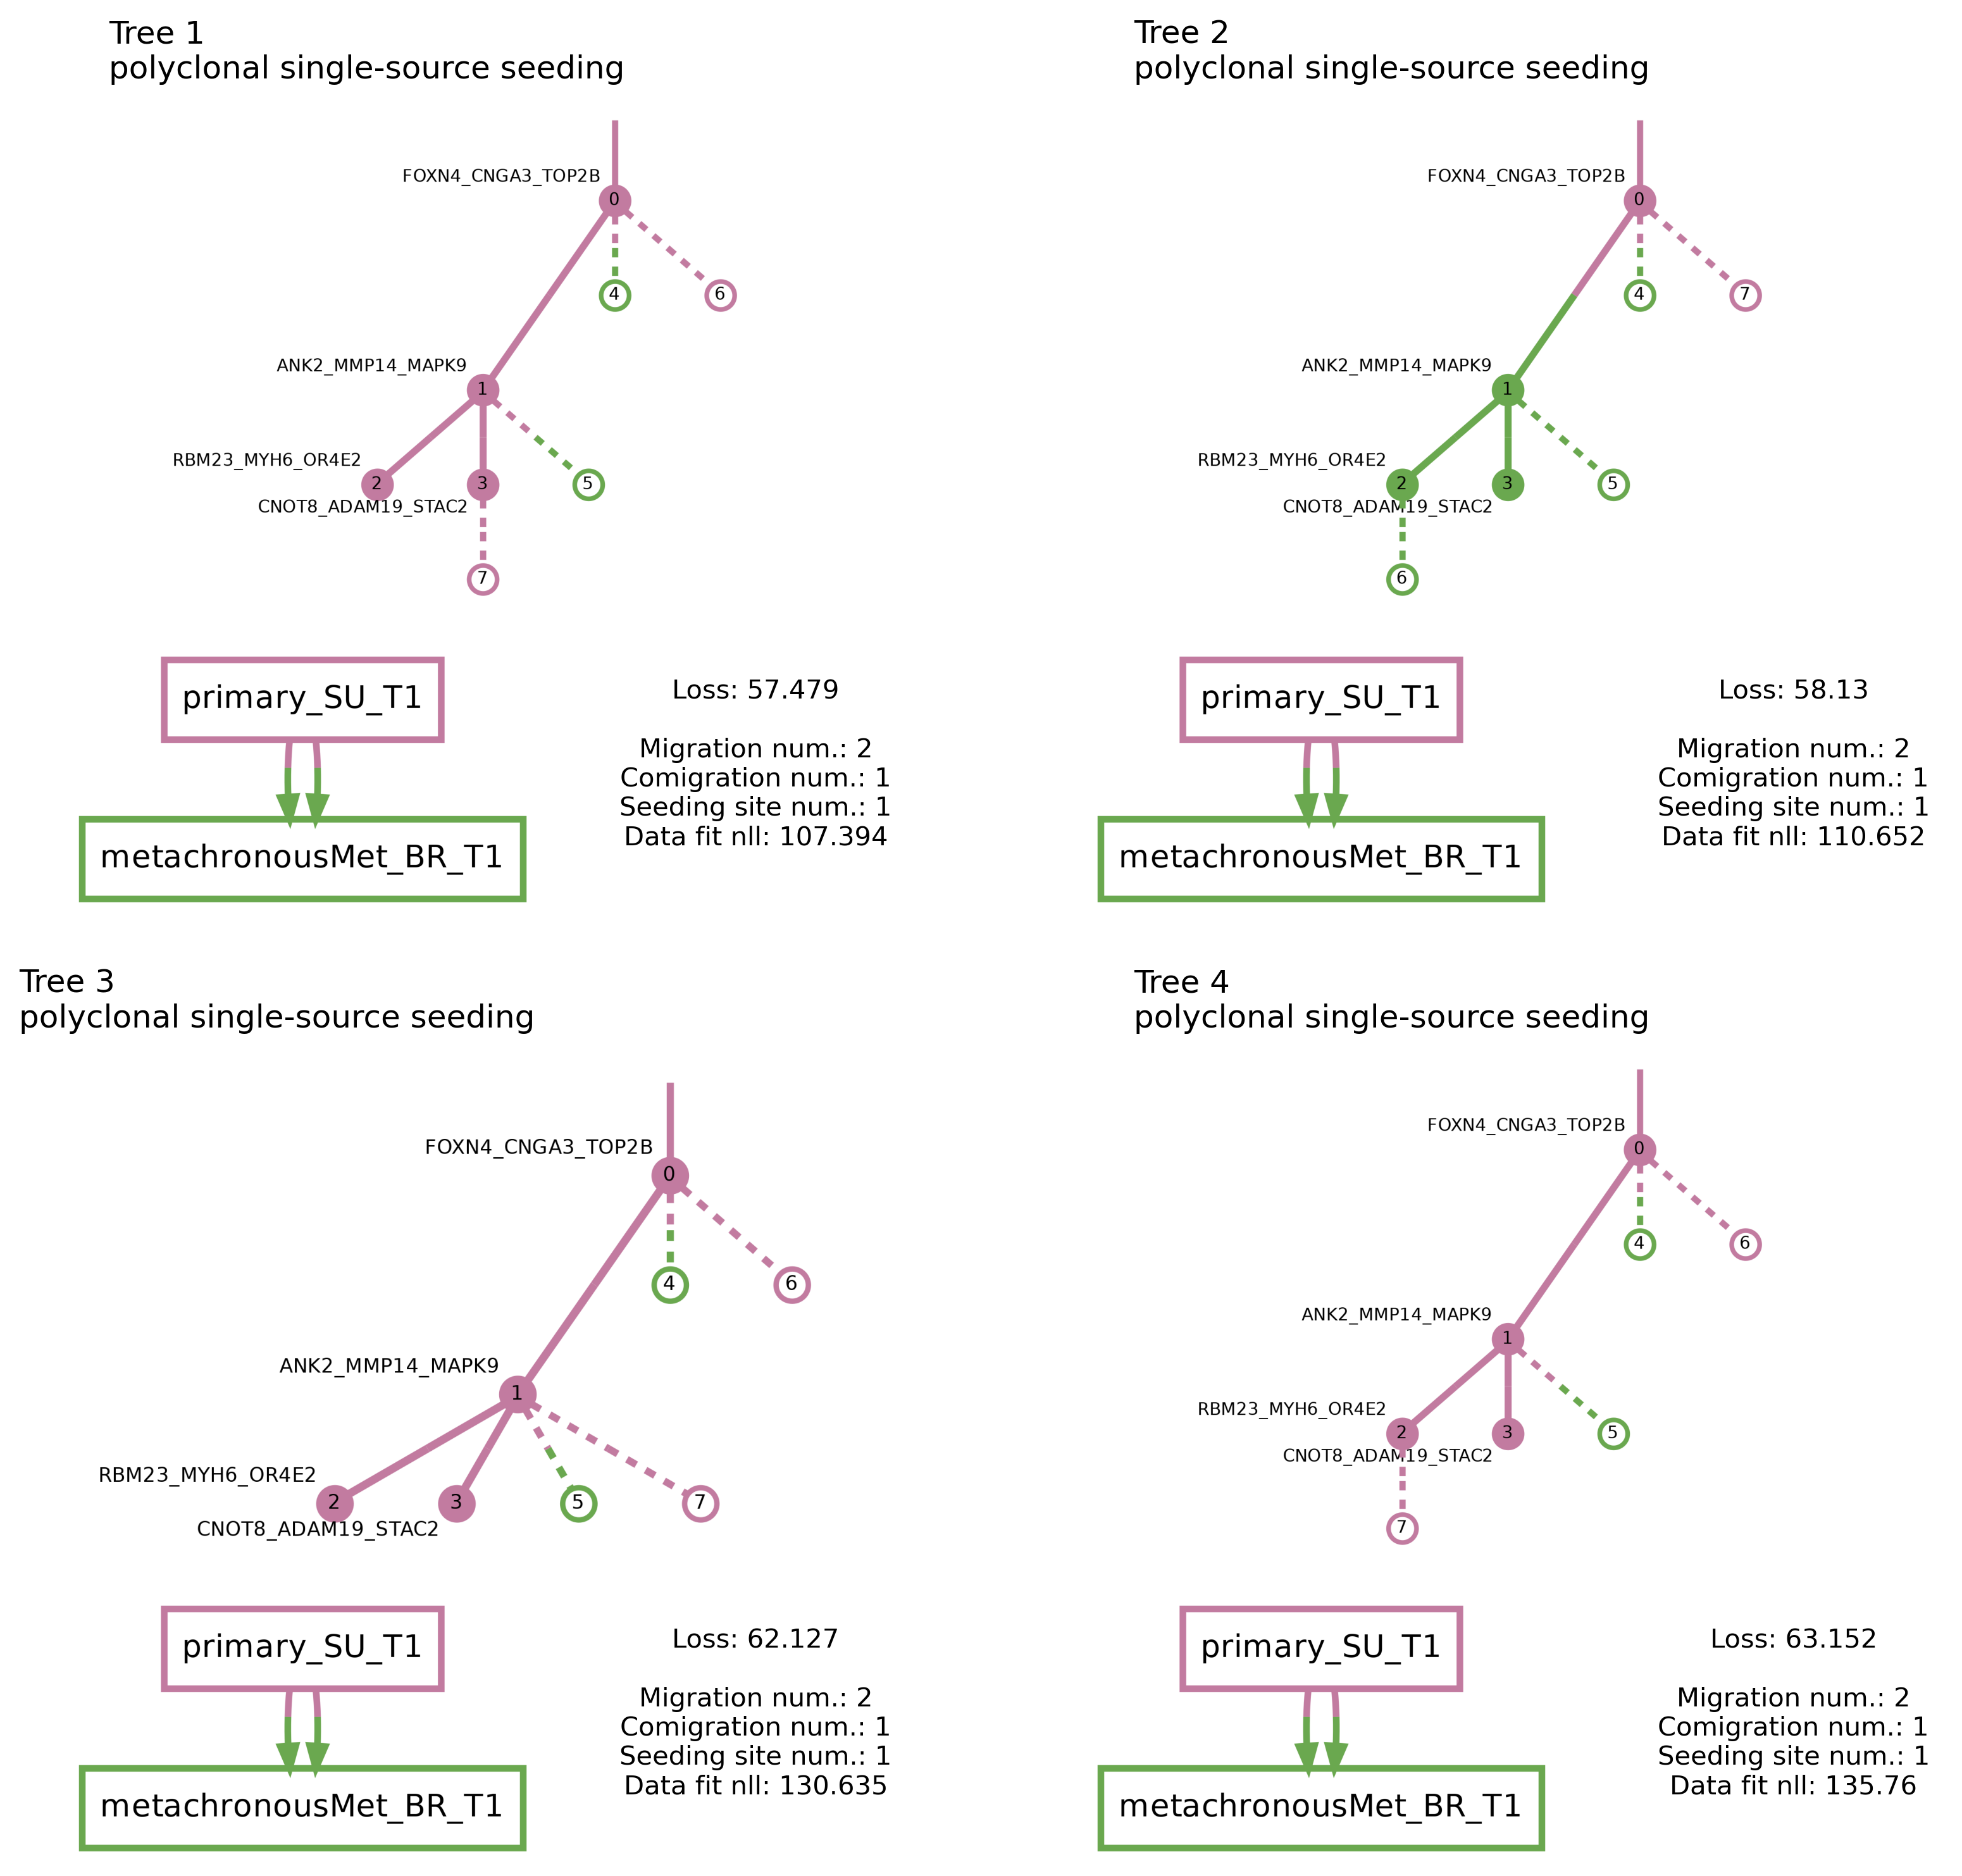 Tree 1
polyclonal single-source seeding
FOXN4_CNGA3_TOP2B
0
4
6
ANK2_MMP14_MAPK9
1
RBM23_MYH6_OR4E2
2
3
5
CNOT8_ADAM19_STAC2
7
primary_SU_T1
metachronousMet_BR_T1
Loss: 57.479
Migration num.: 2
Comigration num.: 1
Seeding site num.: 1
Data fit nll: 107.394
Tree 2
polyclonal single-source seeding
FOXN4_CNGA3_TOP2B
0
4
7
ANK2_MMP14_MAPK9
1
RBM23_MYH6_OR4E2
2
3
5
CNOT8_ADAM19_STAC2
6
primary_SU_T1
metachronousMet_BR_T1
Loss: 58.13
Migration num.: 2
Comigration num.: 1
Seeding site num.: 1
Data fit nll: 110.652
Tree 3
polyclonal single-source seeding
FOXN4_CNGA3_TOP2B
0
4
6
ANK2_MMP14_MAPK9
1
RBM23_MYH6_OR4E2
2
3
5
7
CNOT8_ADAM19_STAC2
primary_SU_T1
metachronousMet_BR_T1
Loss: 62.127
Migration num.: 2
Comigration num.: 1
Seeding site num.: 1
Data fit nll: 130.635
Tree 4
polyclonal single-source seeding
FOXN4_CNGA3_TOP2B
0
4
6
ANK2_MMP14_MAPK9
1
RBM23_MYH6_OR4E2
2
3
5
CNOT8_ADAM19_STAC2
7
primary_SU_T1
metachronousMet_BR_T1
Loss: 63.152
Migration num.: 2
Comigration num.: 1
Seeding site num.: 1
Data fit nll: 135.76